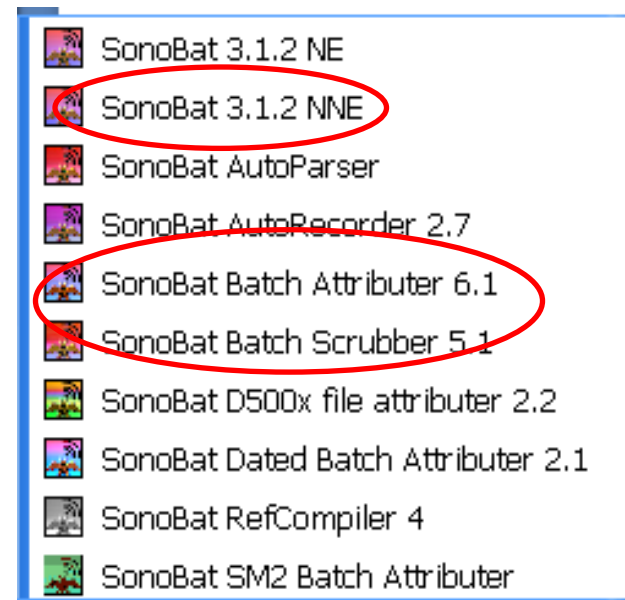 SonoBat 3.1.2 NE
SonoBat 3.1.2 NNE
SonoBat AutoParser
SonoBat AutoRecorder 2.7
SonoBat Batch Attributer 6.1
SonoBat Batch Scrubber 5.1
SonoBat D500x file attributer 2.2
SonoBat Dated Batch Attributer 2.1
SonoBat RefCompiler 4
SonoBat SM2 Batch Attributer